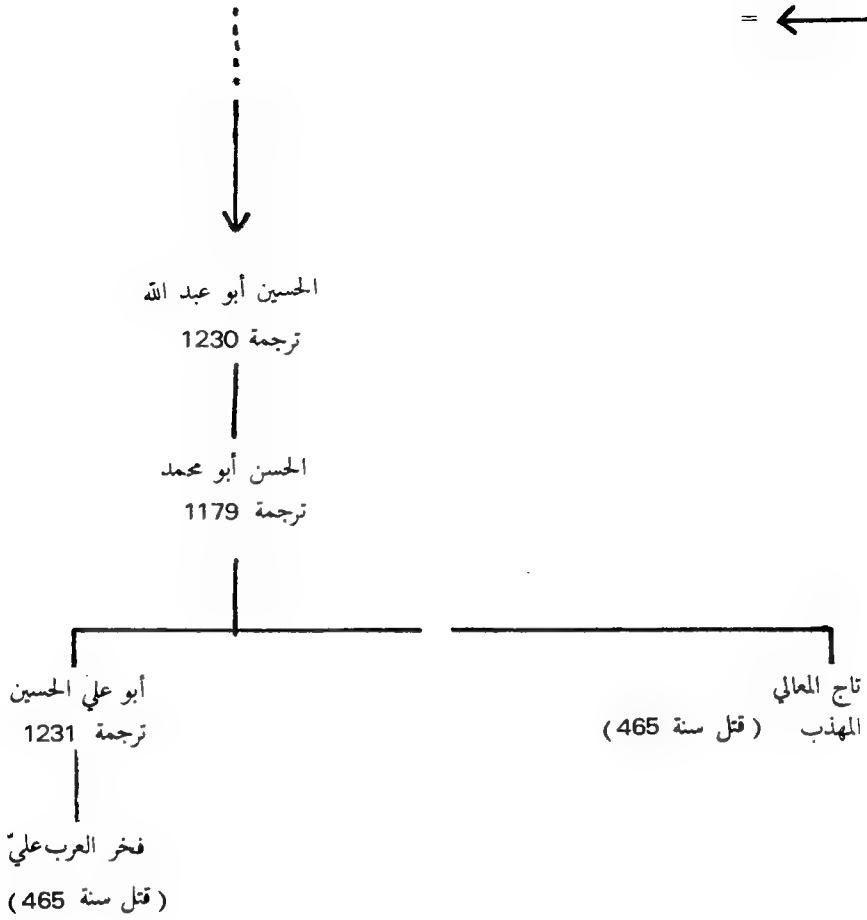 =
الحسين أبو عبد الله
ترجمة 1230
الحسن أبو محمد
ترجمة 1179
تاج المعالي
المهذب (قتل سنة 465)
أبو علي الحسين
ترجمة 1231
فخر العرب عليّ
(قتل سنة 465)